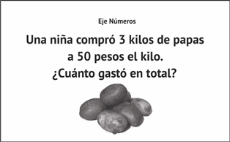 Eje Números
Una niña compró 3 kilos de papas
a 50 pesos el kilo.
¿Cuánto gastó en total?